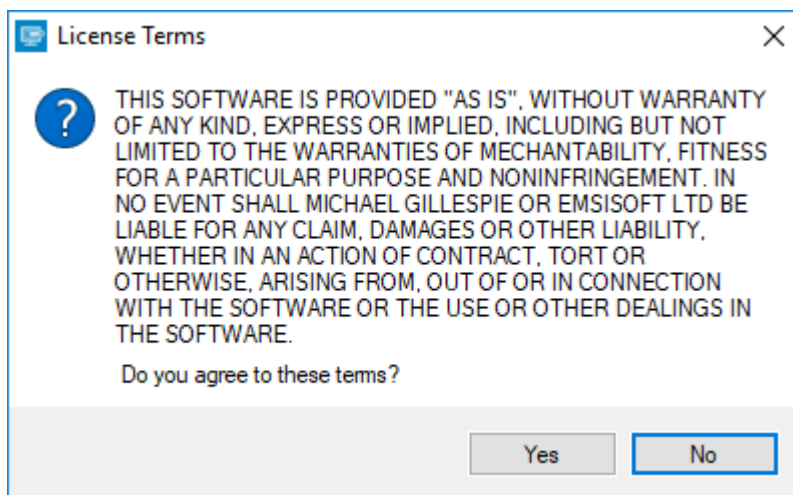 License Terms
THIS SOFTWARE IS PROVIDED "AS IS", WITHOUT WARRANTY
OF ANY KIND, EXPRESS OR IMPLIED, INCLUDING BUT NOT
LIMITED TO THE WARRANTIES OF MECHANTABILITY, FITNESS
FOR A PARTICULAR PURPOSE AND NONINFRINGEMENT. IN
NO EVENT SHALL MICHAEL GILLESPIE OR EMSISOFT LTD BE
LIABLE FOR ANY CLAIM, DAMAGES OR OTHER LIABILITY,
WHETHER IN AN ACTION OF CONTRACT, TORT OR
OTHERWISE, ARISING FROM, OUT OF OR IN CONNECTION
WITH THE SOFTWARE OR THE USE OR OTHER DEALINGS IN
THE SOFTWARE.
Do you agree to these terms?
Yes No